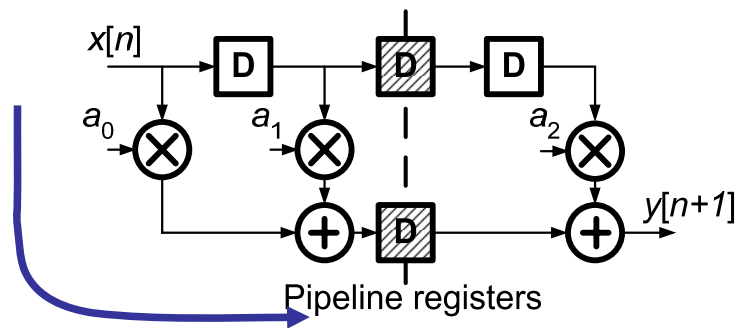 x[n]
D
D
D
a₀
a₁
a₂
D
y[n+1]
Pipeline registers